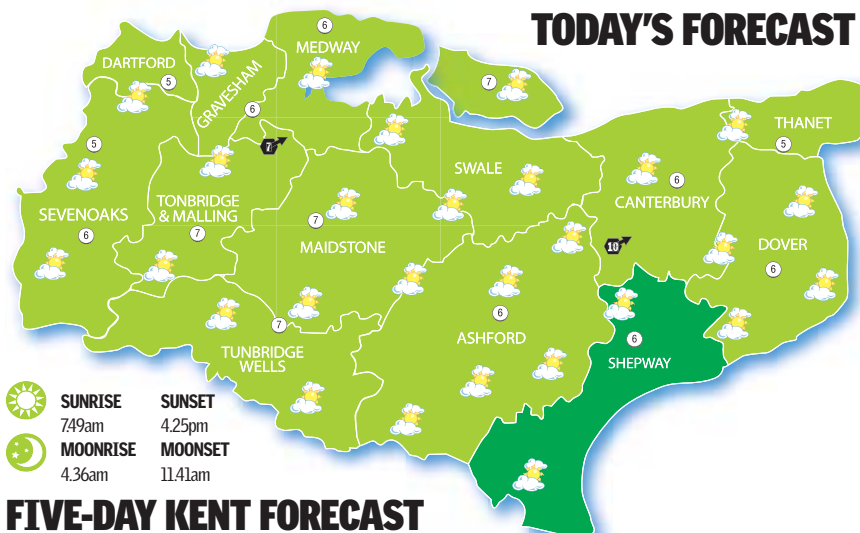 TODAY'S FORECAST
6
MEDWAY
DARTFORD
5
GRAVESHAM
6
7
7
THANET
5
5
SWALE
6
CANTERBURY
SEVENOAKS
6
TONBRIDGE
& MALLING
7
7
MAIDSTONE
10
DOVER
6
6
ASHFORD
7
TUNBRIDGE
WELLS
6
SHEPWAY
SUNRISE SUNSET
7.49am 4.25pm
MOONRISE MOONSET
4.36am 11.41am
FIVE-DAY KENT FORECAST